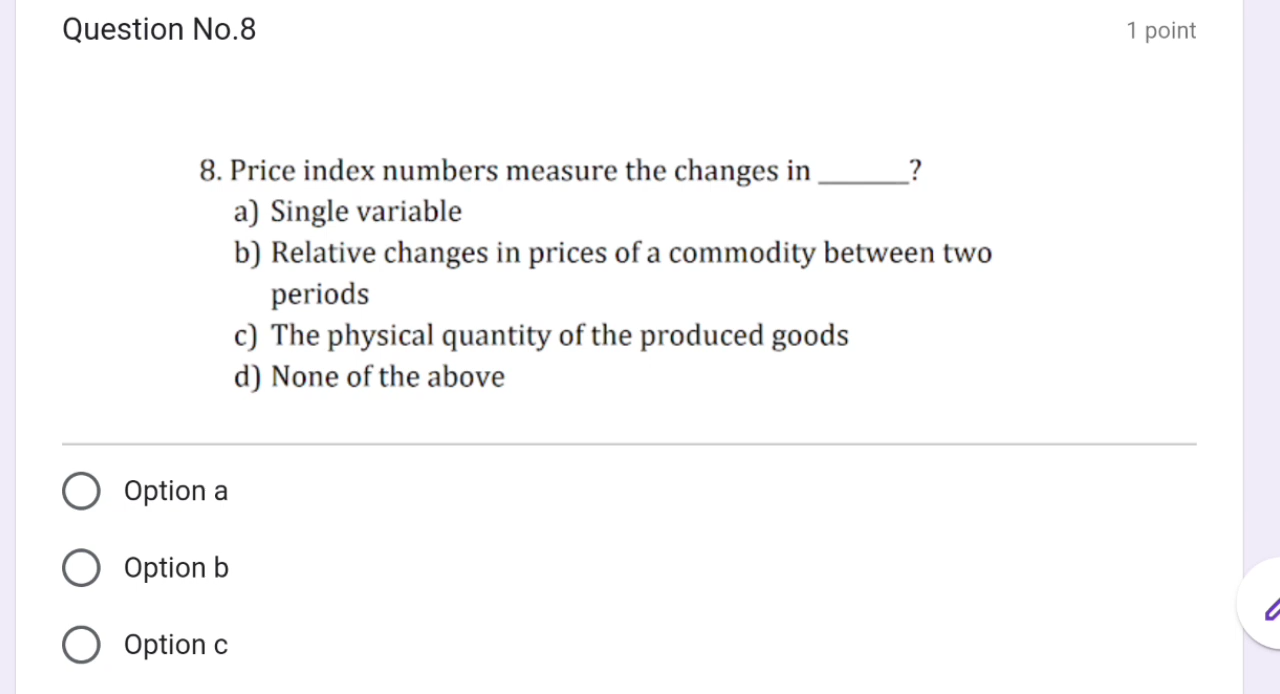 Question No.8
1 point
8. Price index numbers measure the changes in ______?
a) Single variable
b) Relative changes in prices of a commodity between two
periods
c) The physical quantity of the produced goods
d) None of the above
Option a
Option b
Option c